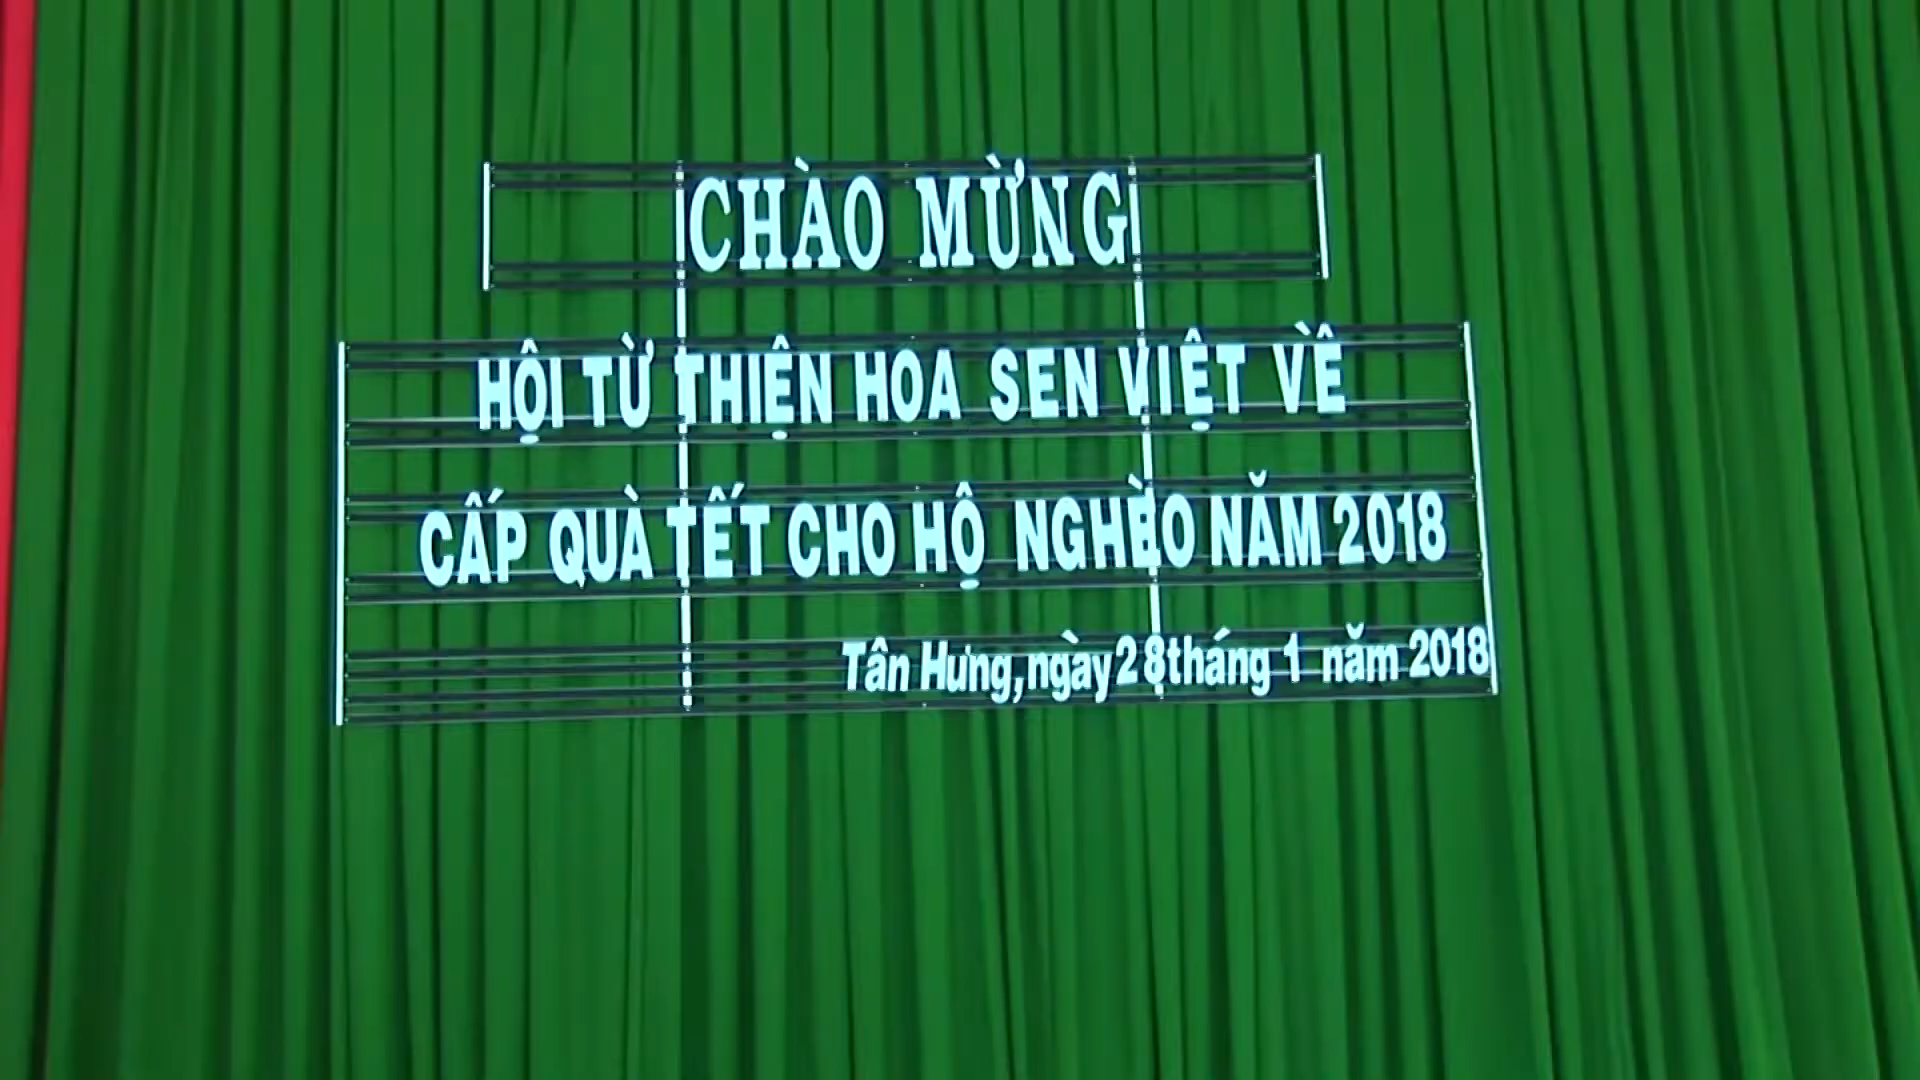 CHÀO MỪNG
HỘI TỪ THIỆN HOA SEN VIỆT VỀ
CẤP QUÀ TẾT CHO HỘ NGHÈO NĂM 2018
Tân Hưng, ngày 28 tháng 1 năm 2018